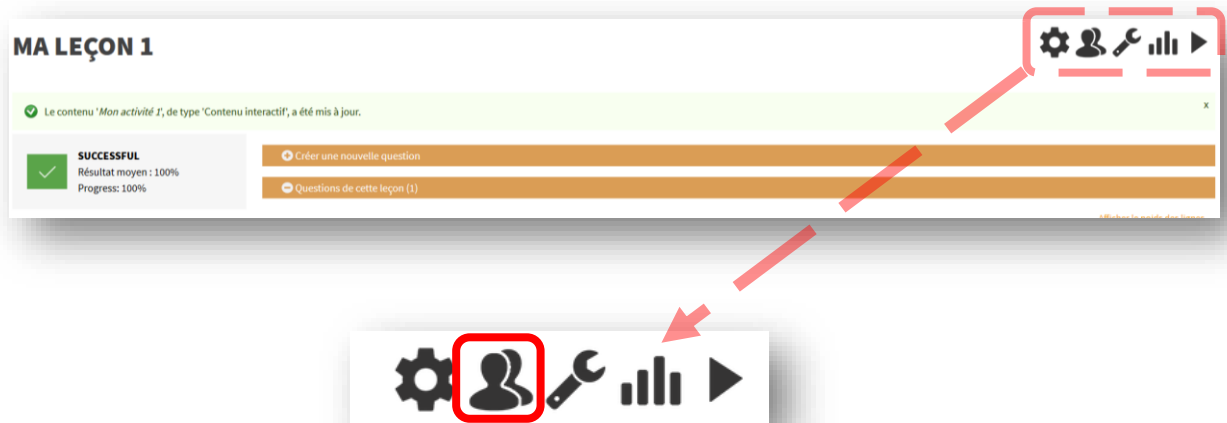 MA LEÇON 1
Le contenu 'Mon activité 1', de type 'Contenu interactif', a été mis à jour.
x
SUCCESSFUL
Résultat moyen : 100%
Progress: 100%
Créer une nouvelle question
Questions de cette leçon (1)